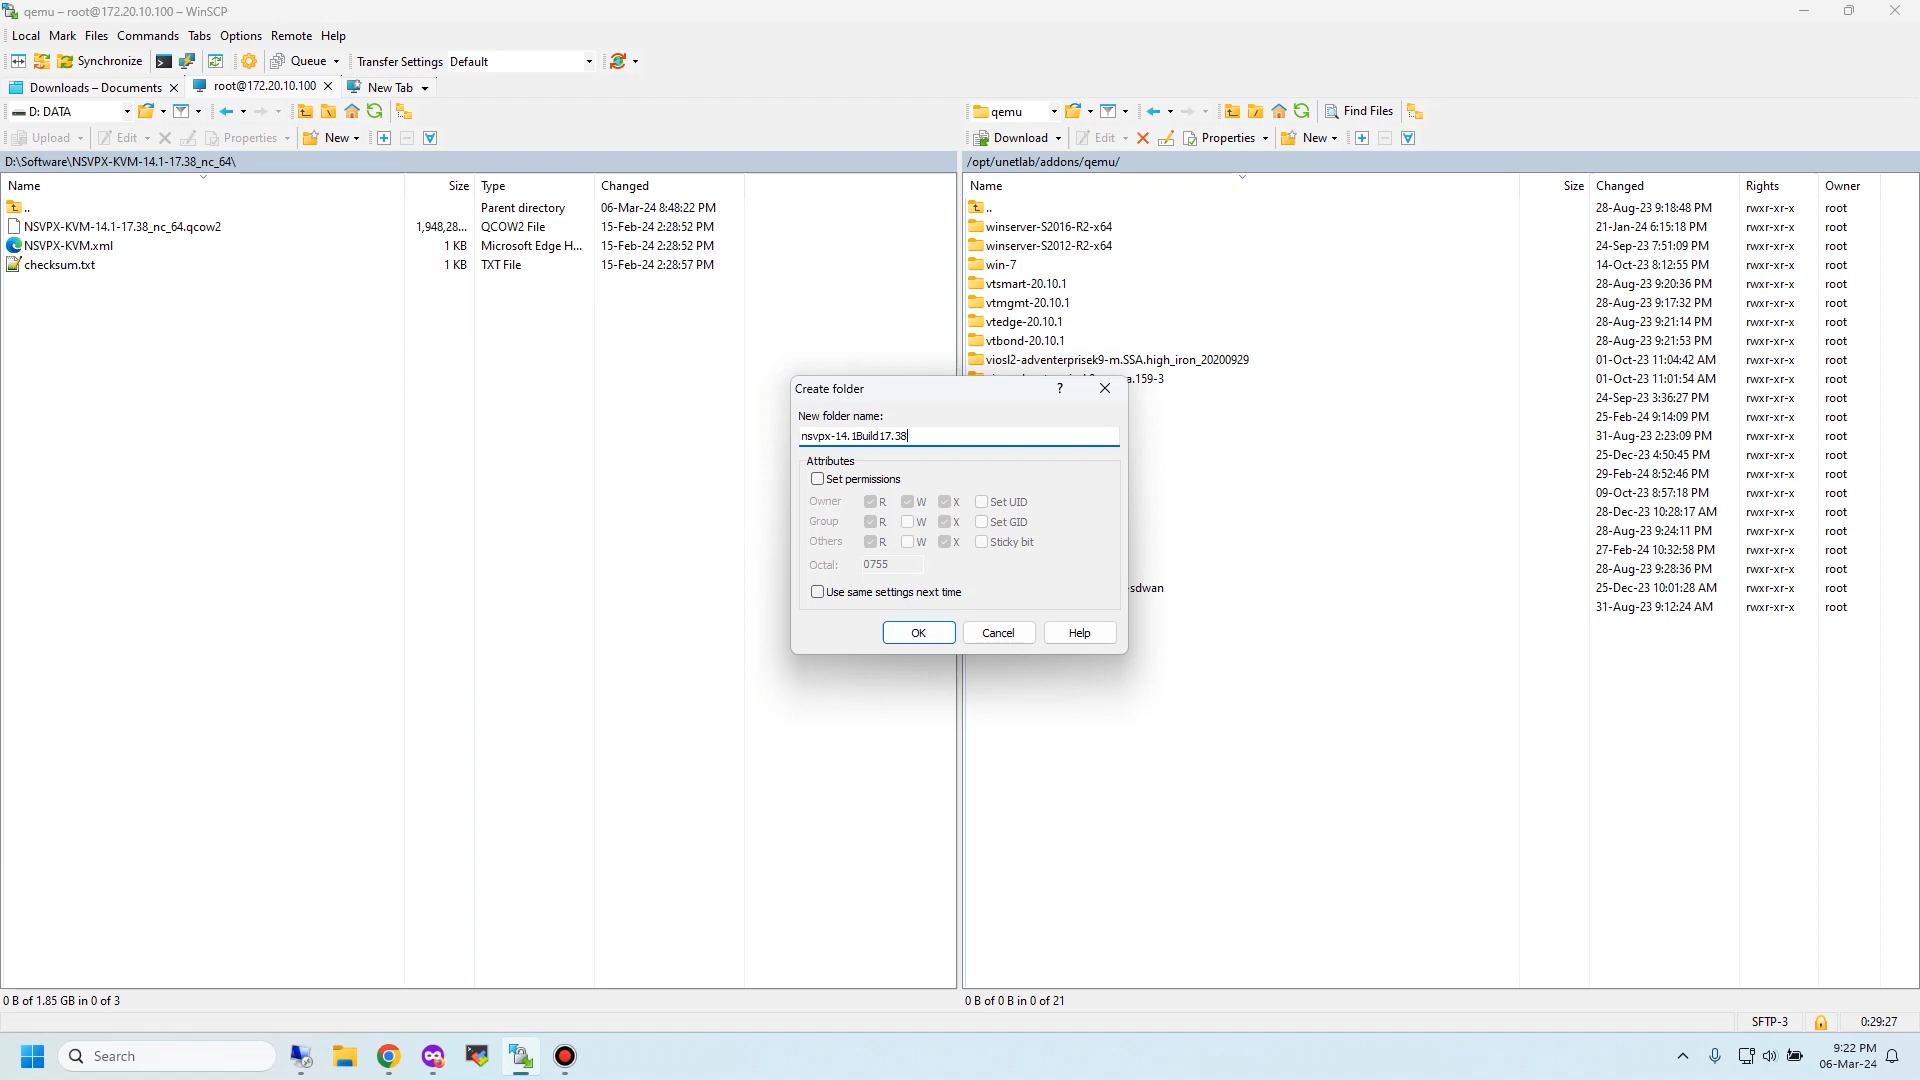 qemu – root@172.20.10.100 – WinSCP
Local Mark Files Commands Tabs Options Remote Help
Synchronize Queue Transfer Settings Default
Downloads – Documents root@172.20.10.100 New Tab
D: DATA qemu Find Files
Upload Edit Properties New Download Edit Properties New
D:\Software\NSVPX-KVM-14.1-17.38_nc_64\ /opt/unetlab/addons/qemu/
Name Size Type Changed
.. Parent directory 06-Mar-24 8:48:22 PM
NSVPX-KVM-14.1-17.38_nc_64.qcow2 1,948,28... QCOW2 File 15-Feb-24 2:28:52 PM
NSVPX-KVM.xml 1 KB Microsoft Edge H... 15-Feb-24 2:28:52 PM
checksum.txt 1 KB TXT File 15-Feb-24 2:28:57 PM
Name Size Changed Rights Owner
.. 28-Aug-23 9:18:48 PM rwxr-xr-x root
winserver-S2016-R2-x64 21-Jan-24 6:15:18 PM rwxr-xr-x root
winserver-S2012-R2-x64 24-Sep-23 7:51:09 PM rwxr-xr-x root
win-7 14-Oct-23 8:12:55 PM rwxr-xr-x root
vtsmart-20.10.1 28-Aug-23 9:20:36 PM rwxr-xr-x root
vtmgmt-20.10.1 28-Aug-23 9:17:32 PM rwxr-xr-x root
vtedge-20.10.1 28-Aug-23 9:21:14 PM rwxr-xr-x root
vtbond-20.10.1 28-Aug-23 9:21:53 PM rwxr-xr-x root
viosl2-adventerprisek9-m.SSA.high_iron_20200929 01-Oct-23 11:04:42 AM rwxr-xr-x root
a.159-3 01-Oct-23 11:01:54 AM rwxr-xr-x root
24-Sep-23 3:36:27 PM rwxr-xr-x root
25-Feb-24 9:14:09 PM rwxr-xr-x root
31-Aug-23 2:23:09 PM rwxr-xr-x root
25-Dec-23 4:50:45 PM rwxr-xr-x root
29-Feb-24 8:52:46 PM rwxr-xr-x root
09-Oct-23 8:57:18 PM rwxr-xr-x root
28-Dec-23 10:28:17 AM rwxr-xr-x root
28-Aug-23 9:24:11 PM rwxr-xr-x root
27-Feb-24 10:32:58 PM rwxr-xr-x root
28-Aug-23 9:28:36 PM rwxr-xr-x root
-sdwan 25-Dec-23 10:01:28 AM rwxr-xr-x root
31-Aug-23 9:12:24 AM rwxr-xr-x root
Create folder ?
New folder name:
nsvpx-14.1Build17.38
Attributes
Set permissions
Owner R W X Set UID
Group R W X Set GID
Others R W X Sticky bit
Octal: 0755
Use same settings next time
OK Cancel Help
0 B of 1.85 GB in 0 of 3 0 B of 0 B in 0 of 21
SFTP-3 0:29:27
Search 9:22 PM
06-Mar-24